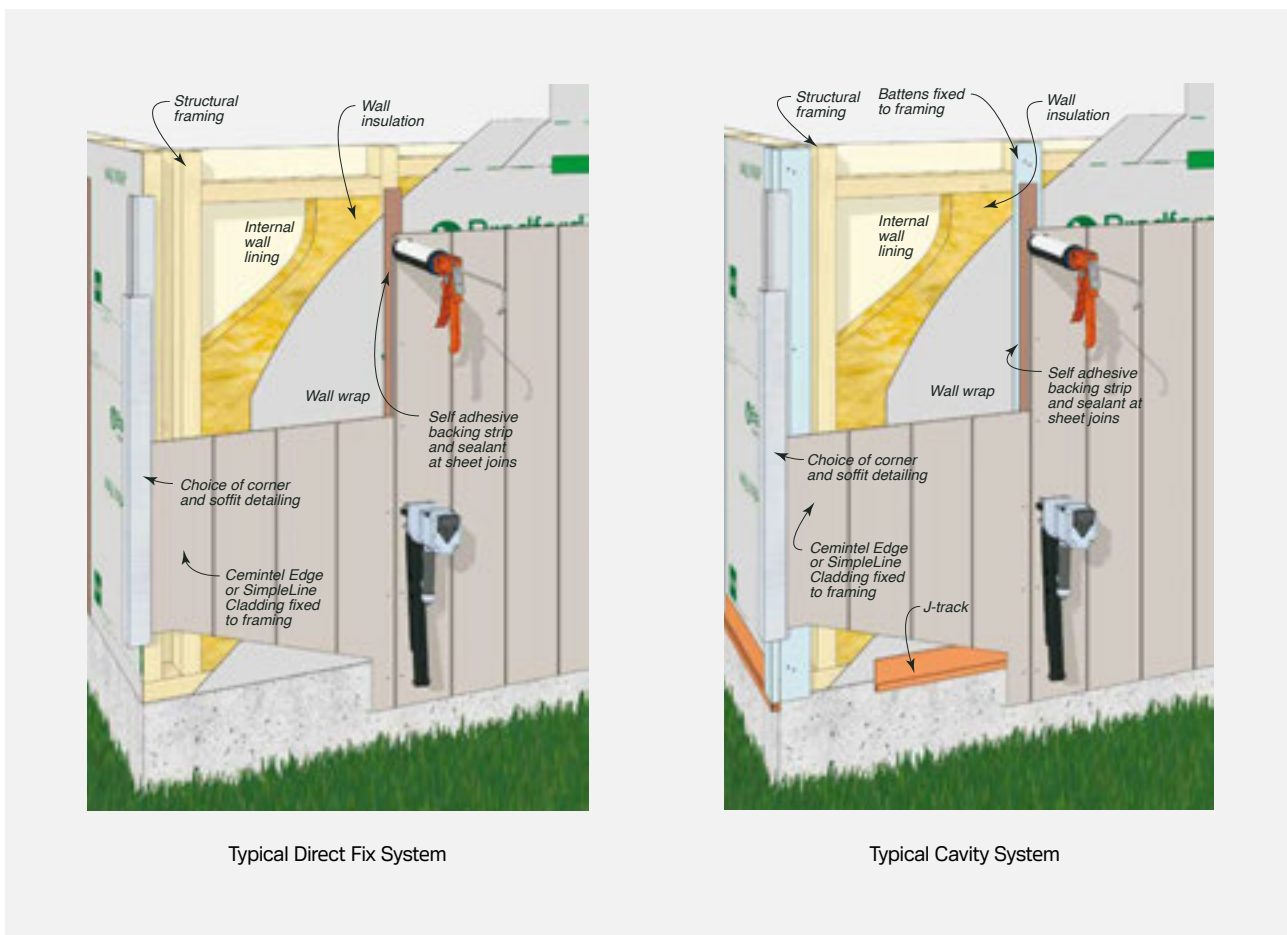 Structural
framing
Wall
insulation
Internal
wall
lining
Wall wrap
Self adhesive
backing strip
and sealant
at sheet joins
Choice of corner
and soffit detailing
Cemintel Edge
or SimpleLine
Cladding fixed
to framing
Typical Direct Fix System
Structural
framing
Battens fixed
to framing
Wall
insulation
Internal
wall
lining
Wall wrap
Self adhesive
backing strip
and sealant at
sheet joins
Choice of corner
and soffit detailing
Cemintel Edge
or SimpleLine
Cladding fixed
to framing
J-track
Typical Cavity System